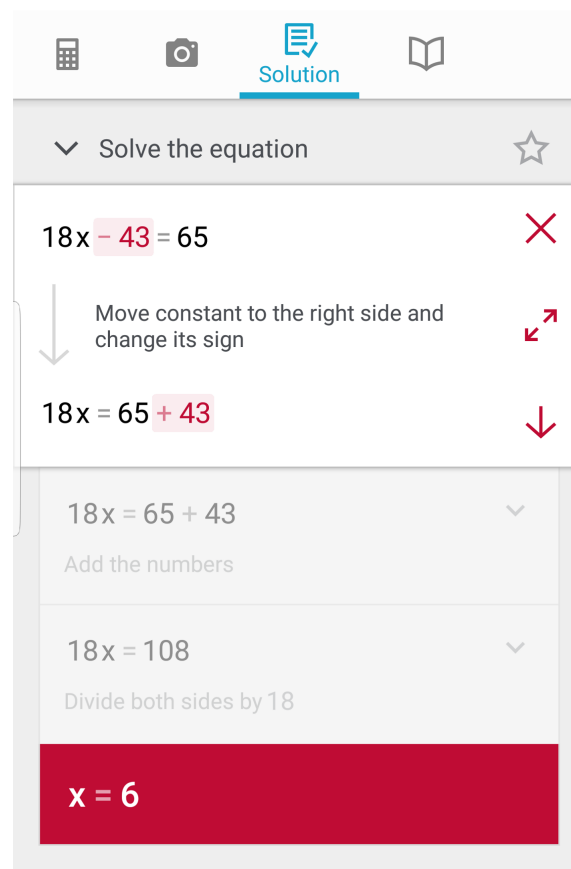 Solution
Solve the equation
18x − 43 = 65
Move constant to the right side and
change its sign
18x = 65 + 43
18x = 65 + 43
Add the numbers
18x = 108
Divide both sides by 18
x = 6